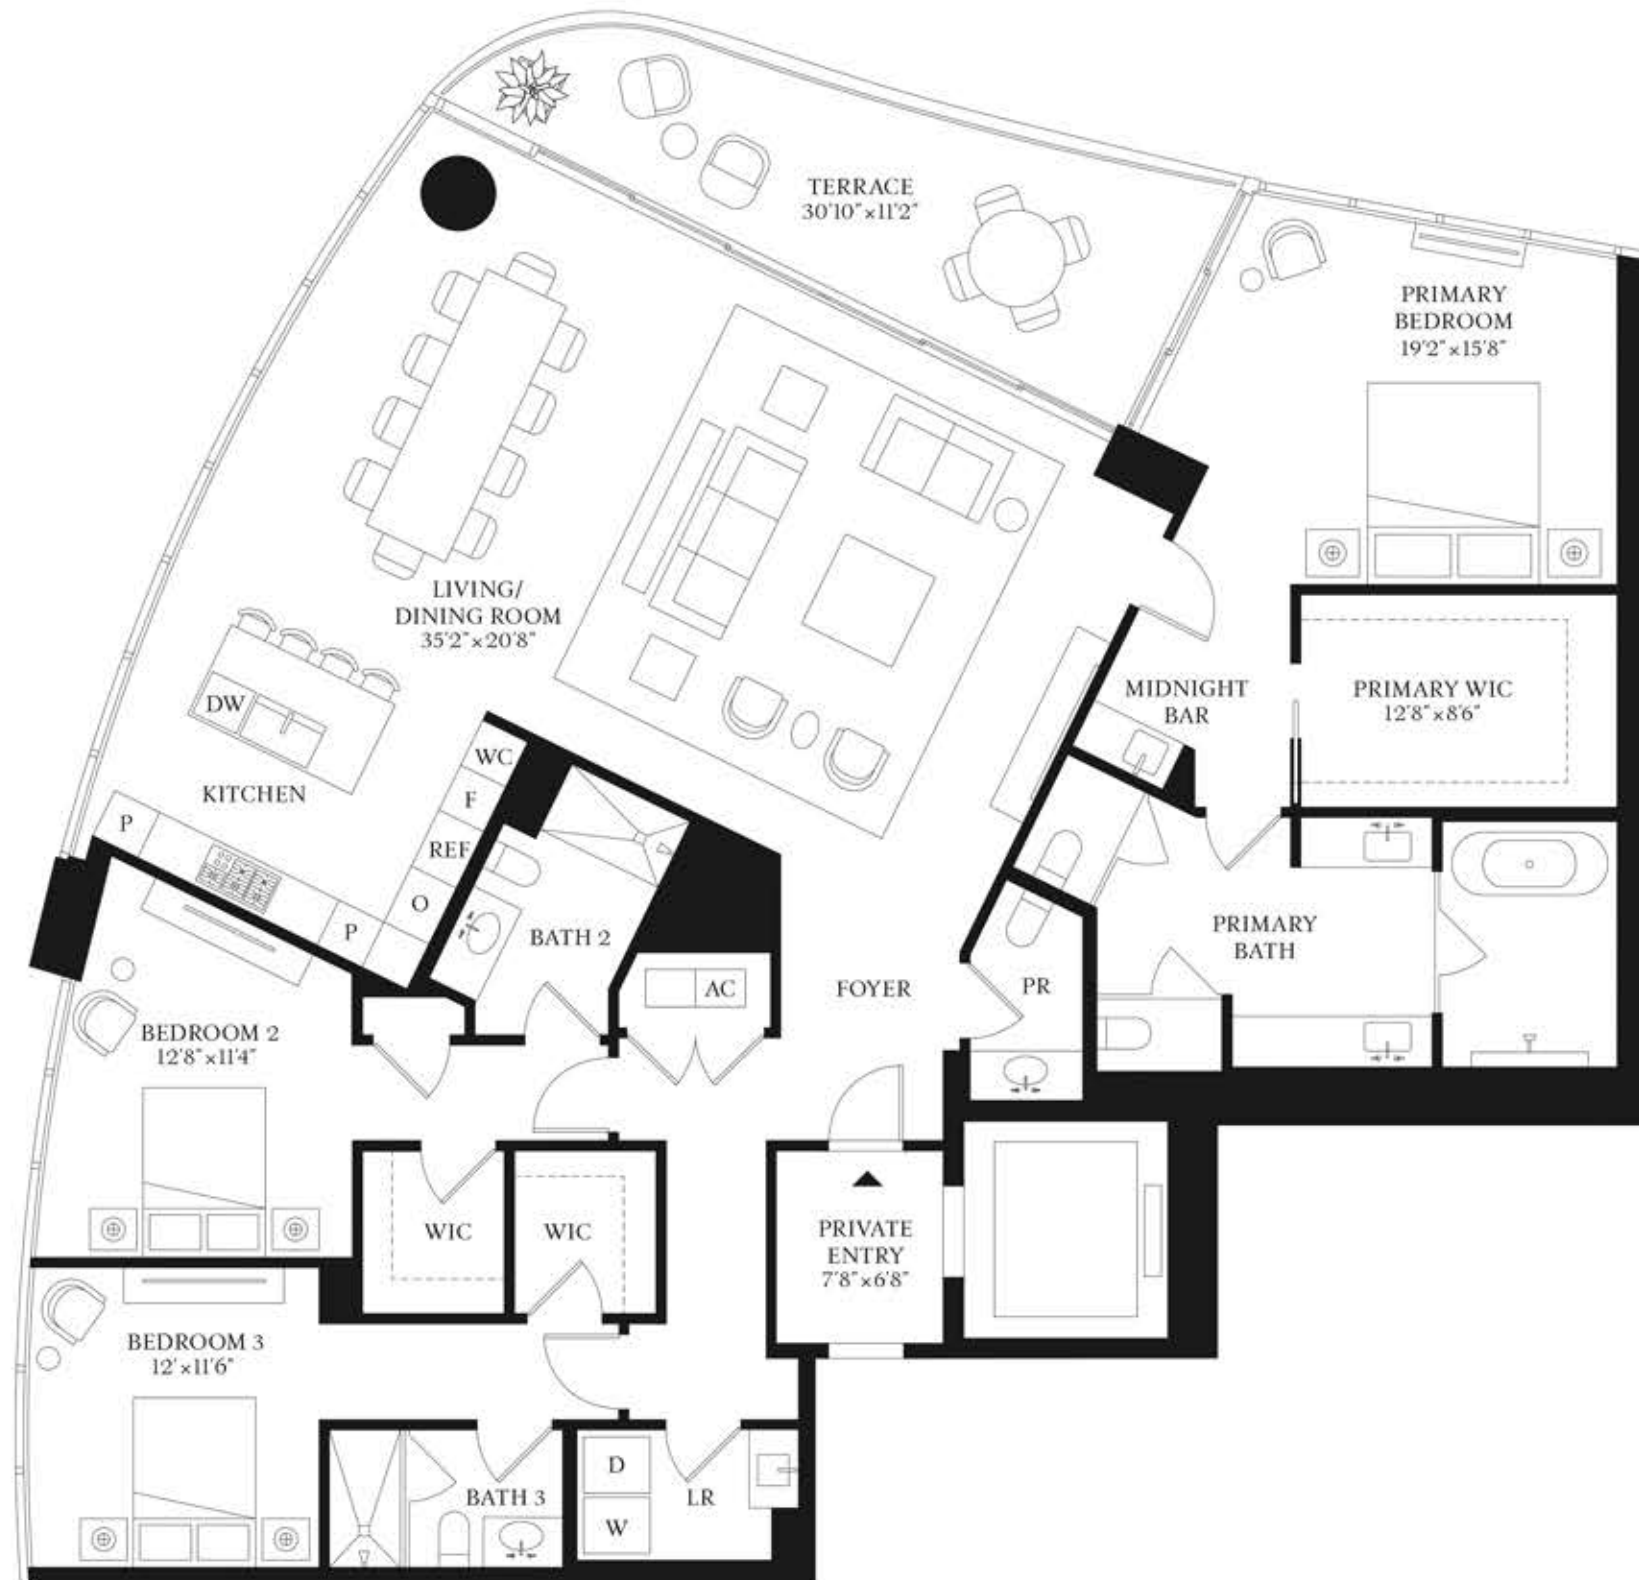 TERRACE
30'10"×11'2"
PRIMARY
BEDROOM
19'2"×15'8"
LIVING/
DINING ROOM
35'2"×20'8"
DW
KITCHEN
P
WC
F
REF
O
P
MIDNIGHT
BAR
PRIMARY WIC
12'8"×8'6"
BATH 2
PRIMARY
BATH
AC
FOYER
PR
BEDROOM 2
12'8"×11'4"
WIC
WIC
PRIVATE
ENTRY
7'8"×6'8"
BEDROOM 3
12'×11'6"
BATH 3
D
W
LR